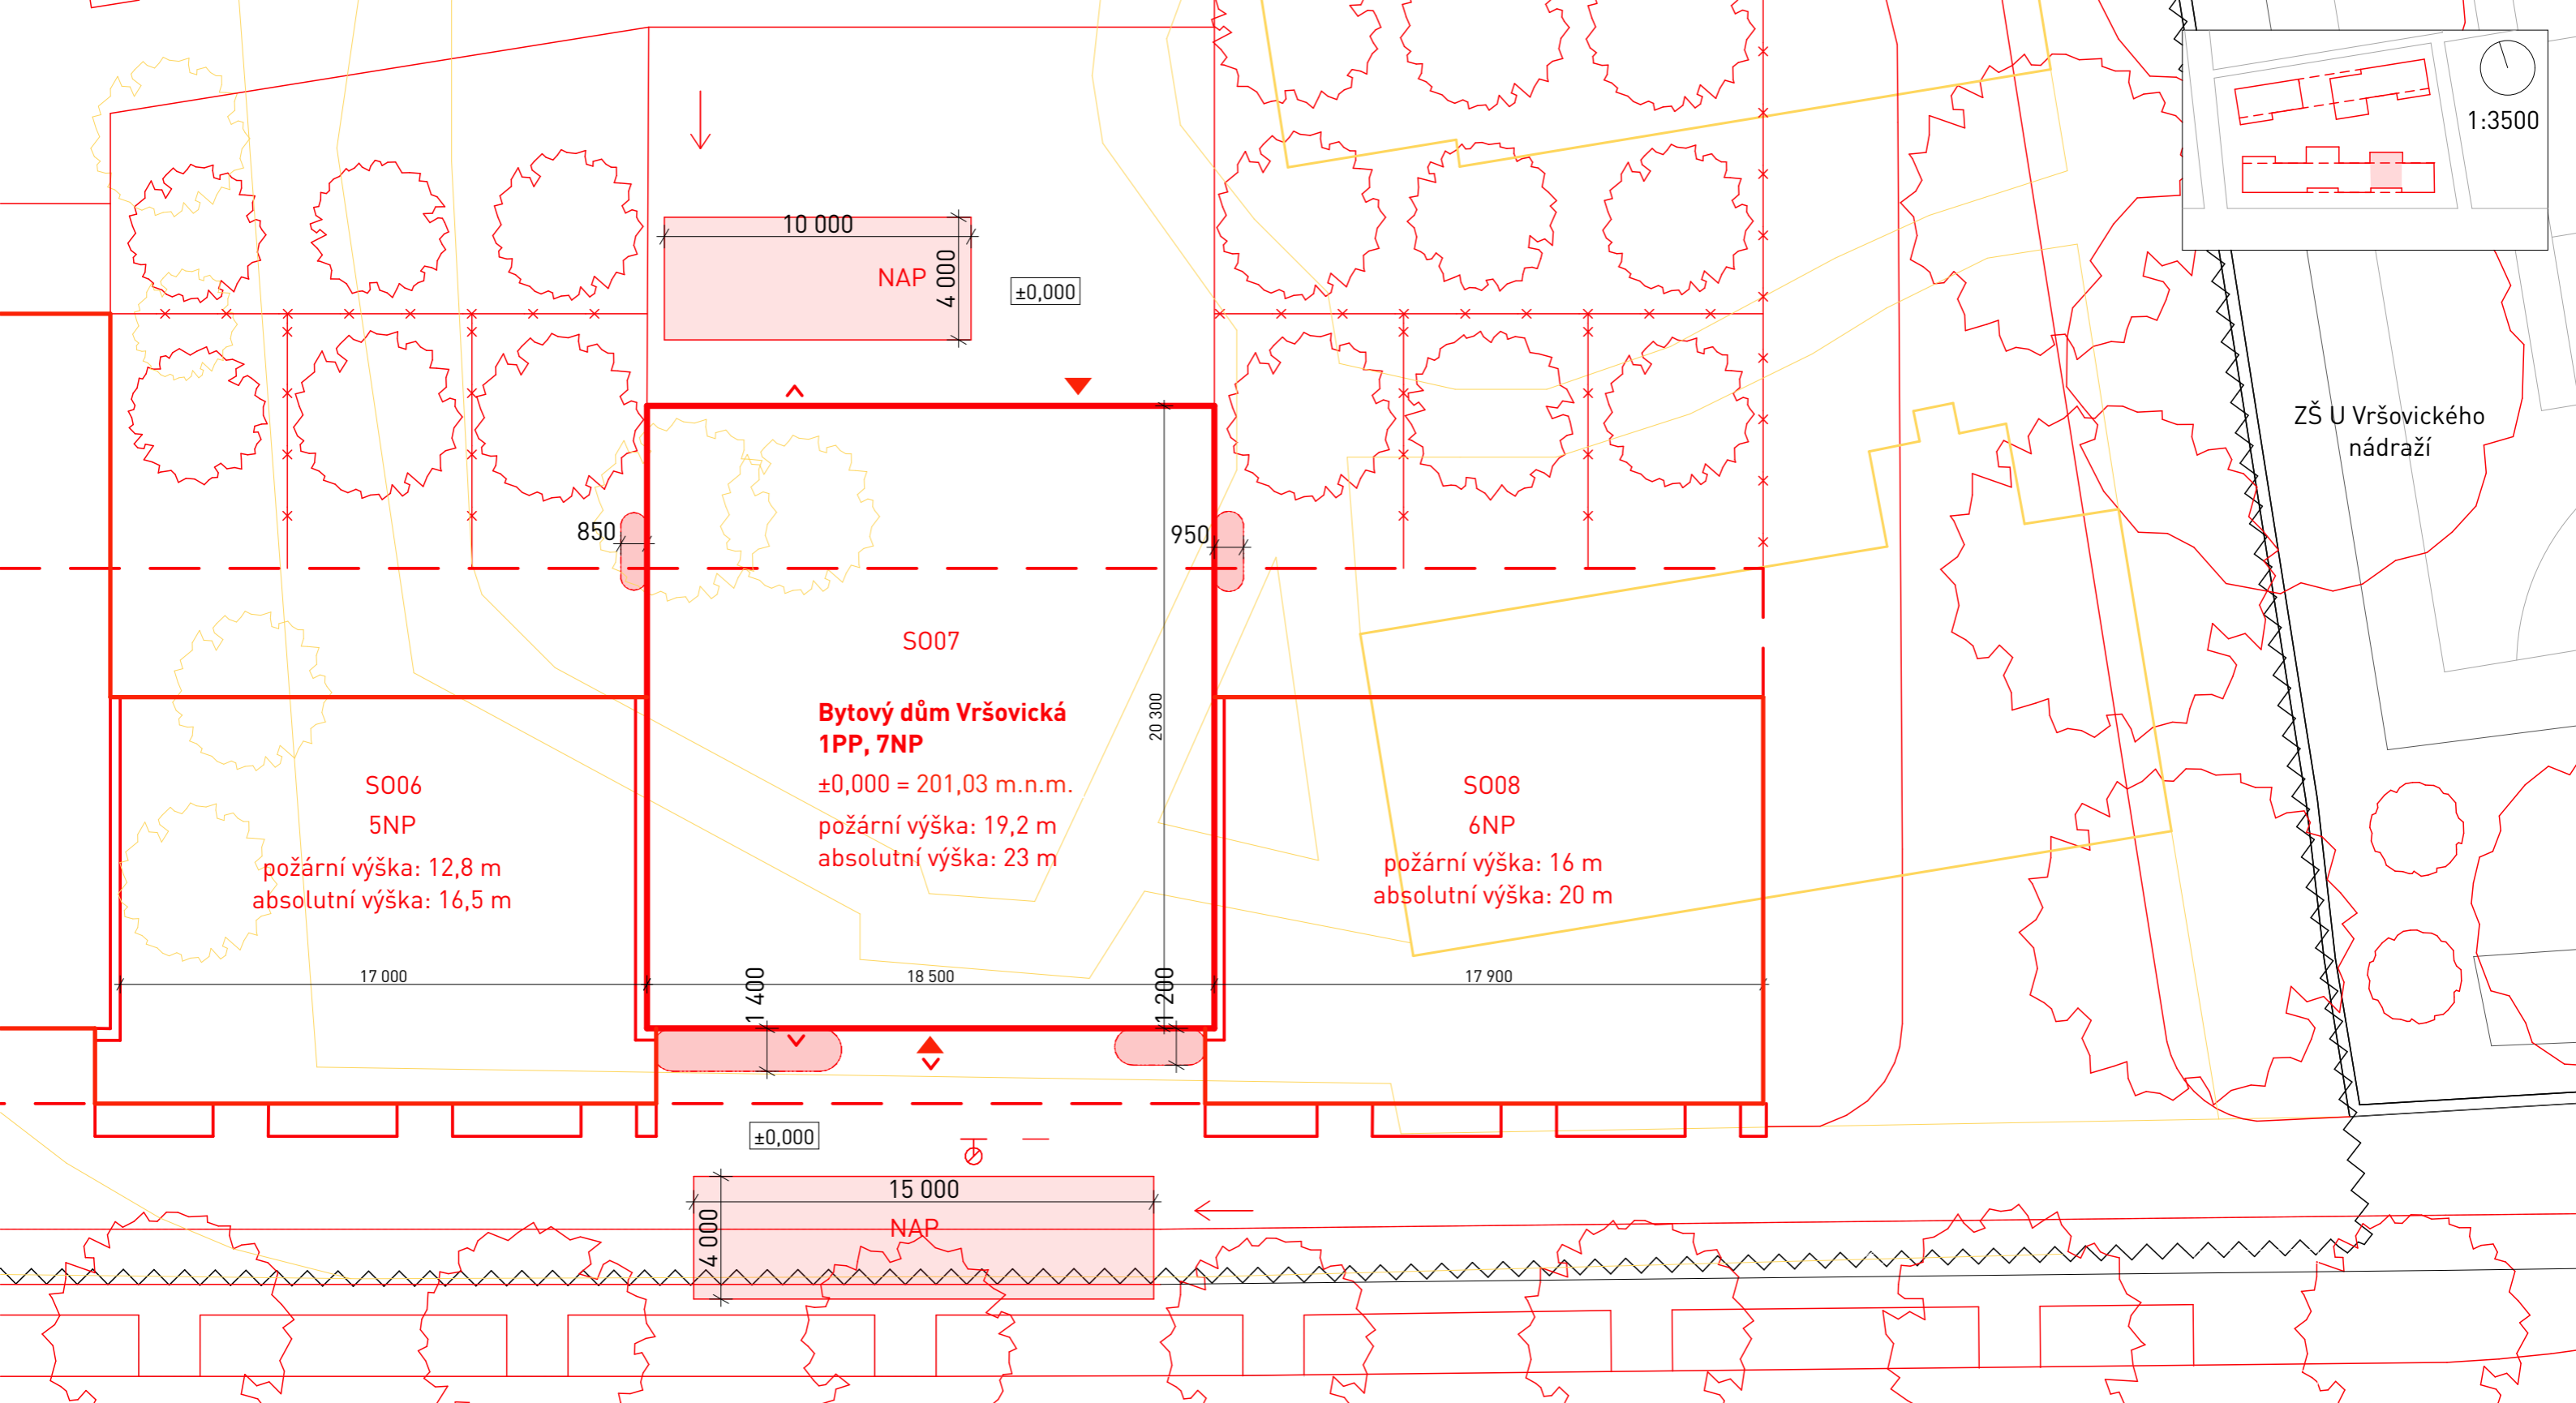 1:3500
10 000
NAP
4 000
±0,000
ZŠ U Vršovického
nádraží
850
950
SO07
20 300
Bytový dům Vršovická
1PP, 7NP
±0,000 = 201,03 m.n.m.
požární výška: 19,2 m
absolutní výška: 23 m
SO06
5NP
požární výška: 12,8 m
absolutní výška: 16,5 m
SO08
6NP
požární výška: 16 m
absolutní výška: 20 m
17 000
1 400
18 500
1 200
17 900
±0,000
15 000
4 000
NAP